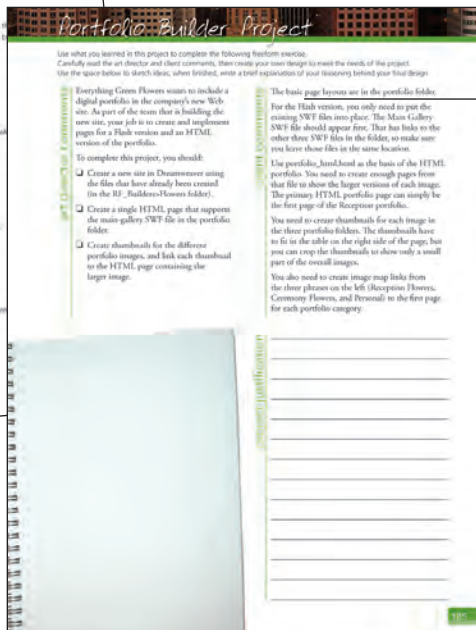 Portfolio Builder Project
Use what you learned in this project to complete the following freeform exercise.
Carefully read the art director and client comments, then create your own design to meet the needs of the project.
Use the space below to sketch ideas; when finished, write a brief explanation of your reasoning behind your final design.
art director comments
Everything Green Flowers wants to include a
digital portfolio in the company's new Web
site. As part of the team that is building the
new site, your job is to create and implement
pages for a Flash version and an HTML
version of the portfolio.
To complete this project, you should:
❏ Create a new site in Dreamweaver using
the files that have already been created
(in the RF_Builders>Flowers folder).
❏ Create a single HTML page that supports
the main-gallery SWF file in the portfolio
folder.
❏ Create thumbnails for the different
portfolio images, and link each thumbnail
to the HTML page containing the
larger image.
client comments
The basic page layouts are in the portfolio folder.
For the Flash version, you only need to put the
existing SWF files into place. The Main Gallery
SWF file should appear first. That has links to the
other three SWF files in the folder, so make sure
you leave those files in the same location.
Use portfolio_html.html as the basis of the HTML
portfolio. You need to create enough pages from
that file to show the larger versions of each image.
The primary HTML portfolio page can simply be
the first page of the Reception portfolio.
You need to create thumbnails for each image in
the three portfolio folders. The thumbnails have
to fit in the table on the right side of the page, but
you can crop the thumbnails to show only a small
part of the overall images.
You also need to create image map links from
the three phrases on the left (Reception Flowers,
Ceremony Flowers, and Personal) to the first page
for each portfolio category.
project justification